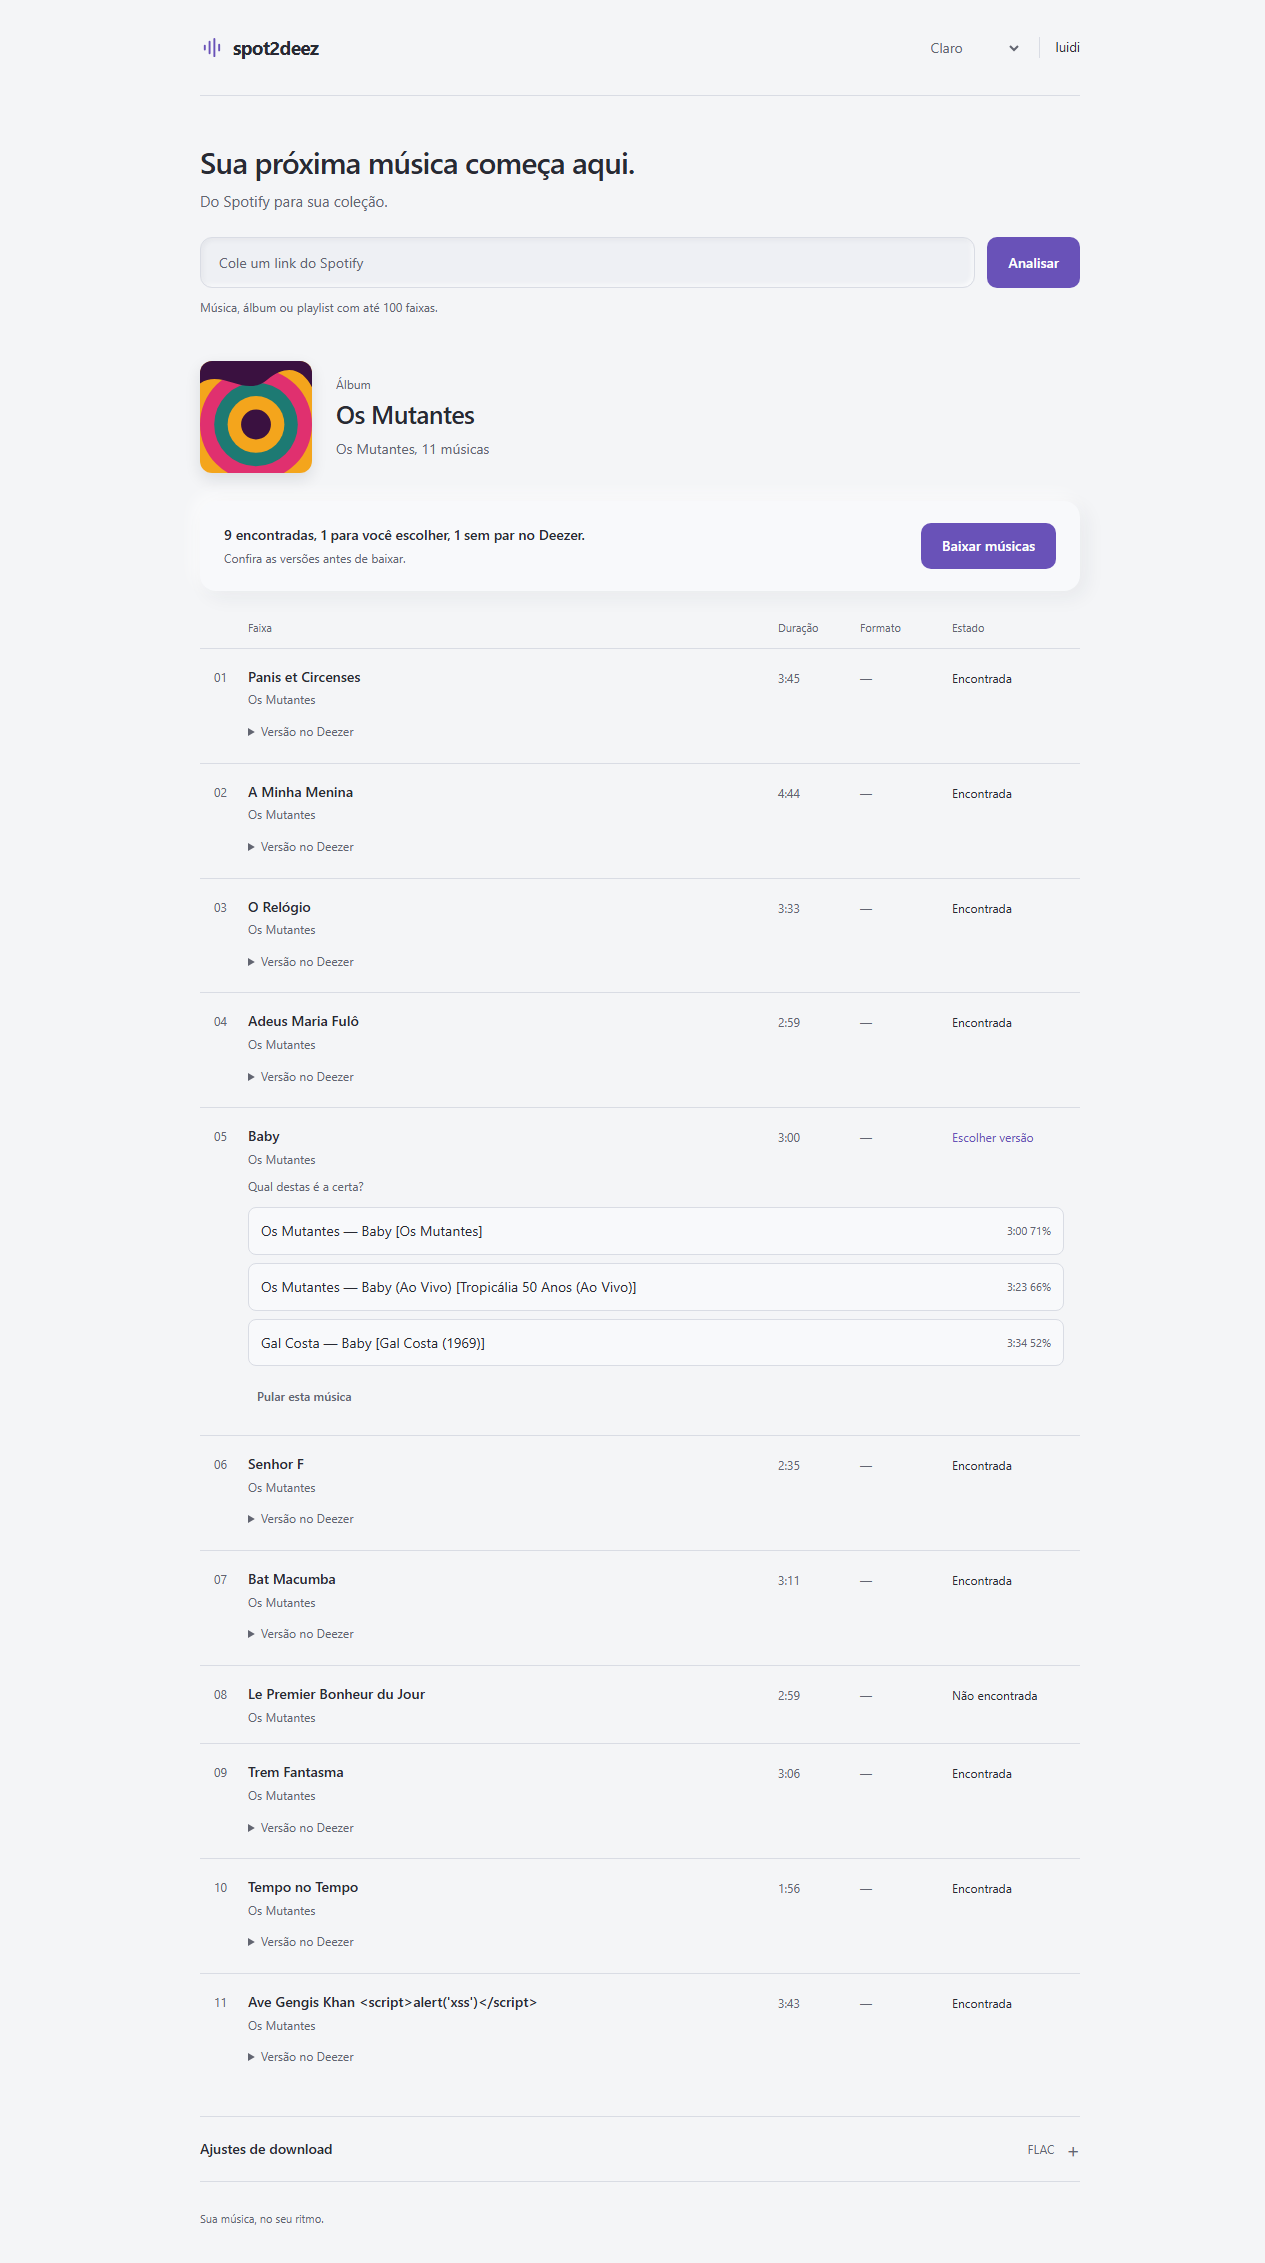 spot2deez
Claro
luidi
Sua próxima música começa aqui.
Do Spotify para sua coleção.
Cole um link do Spotify
Analisar
Música, álbum ou playlist com até 100 faixas.
Álbum
Os Mutantes
Os Mutantes, 11 músicas
9 encontradas, 1 para você escolher, 1 sem par no Deezer.
Confira as versões antes de baixar.
Baixar músicas
Faixa Duração Formato Estado
01 Panis et Circenses 3:45 — Encontrada
Os Mutantes
Versão no Deezer
02 A Minha Menina 4:44 — Encontrada
Os Mutantes
Versão no Deezer
03 O Relógio 3:33 — Encontrada
Os Mutantes
Versão no Deezer
04 Adeus Maria Fulô 2:59 — Encontrada
Os Mutantes
Versão no Deezer
05 Baby 3:00 — Escolher versão
Os Mutantes
Qual destas é a certa?
Os Mutantes — Baby [Os Mutantes] 3:00 71%
Os Mutantes — Baby (Ao Vivo) [Tropicália 50 Anos (Ao Vivo)] 3:23 66%
Gal Costa — Baby [Gal Costa (1969)] 3:34 52%
Pular esta música
06 Senhor F 2:35 — Encontrada
Os Mutantes
Versão no Deezer
07 Bat Macumba 3:11 — Encontrada
Os Mutantes
Versão no Deezer
08 Le Premier Bonheur du Jour 2:59 — Não encontrada
Os Mutantes
09 Trem Fantasma 3:06 — Encontrada
Os Mutantes
Versão no Deezer
10 Tempo no Tempo 1:56 — Encontrada
Os Mutantes
Versão no Deezer
11 Ave Gengis Khan <script>alert('xss')</script> 3:43 — Encontrada
Os Mutantes
Versão no Deezer
Ajustes de download FLAC +
Sua música, no seu ritmo.